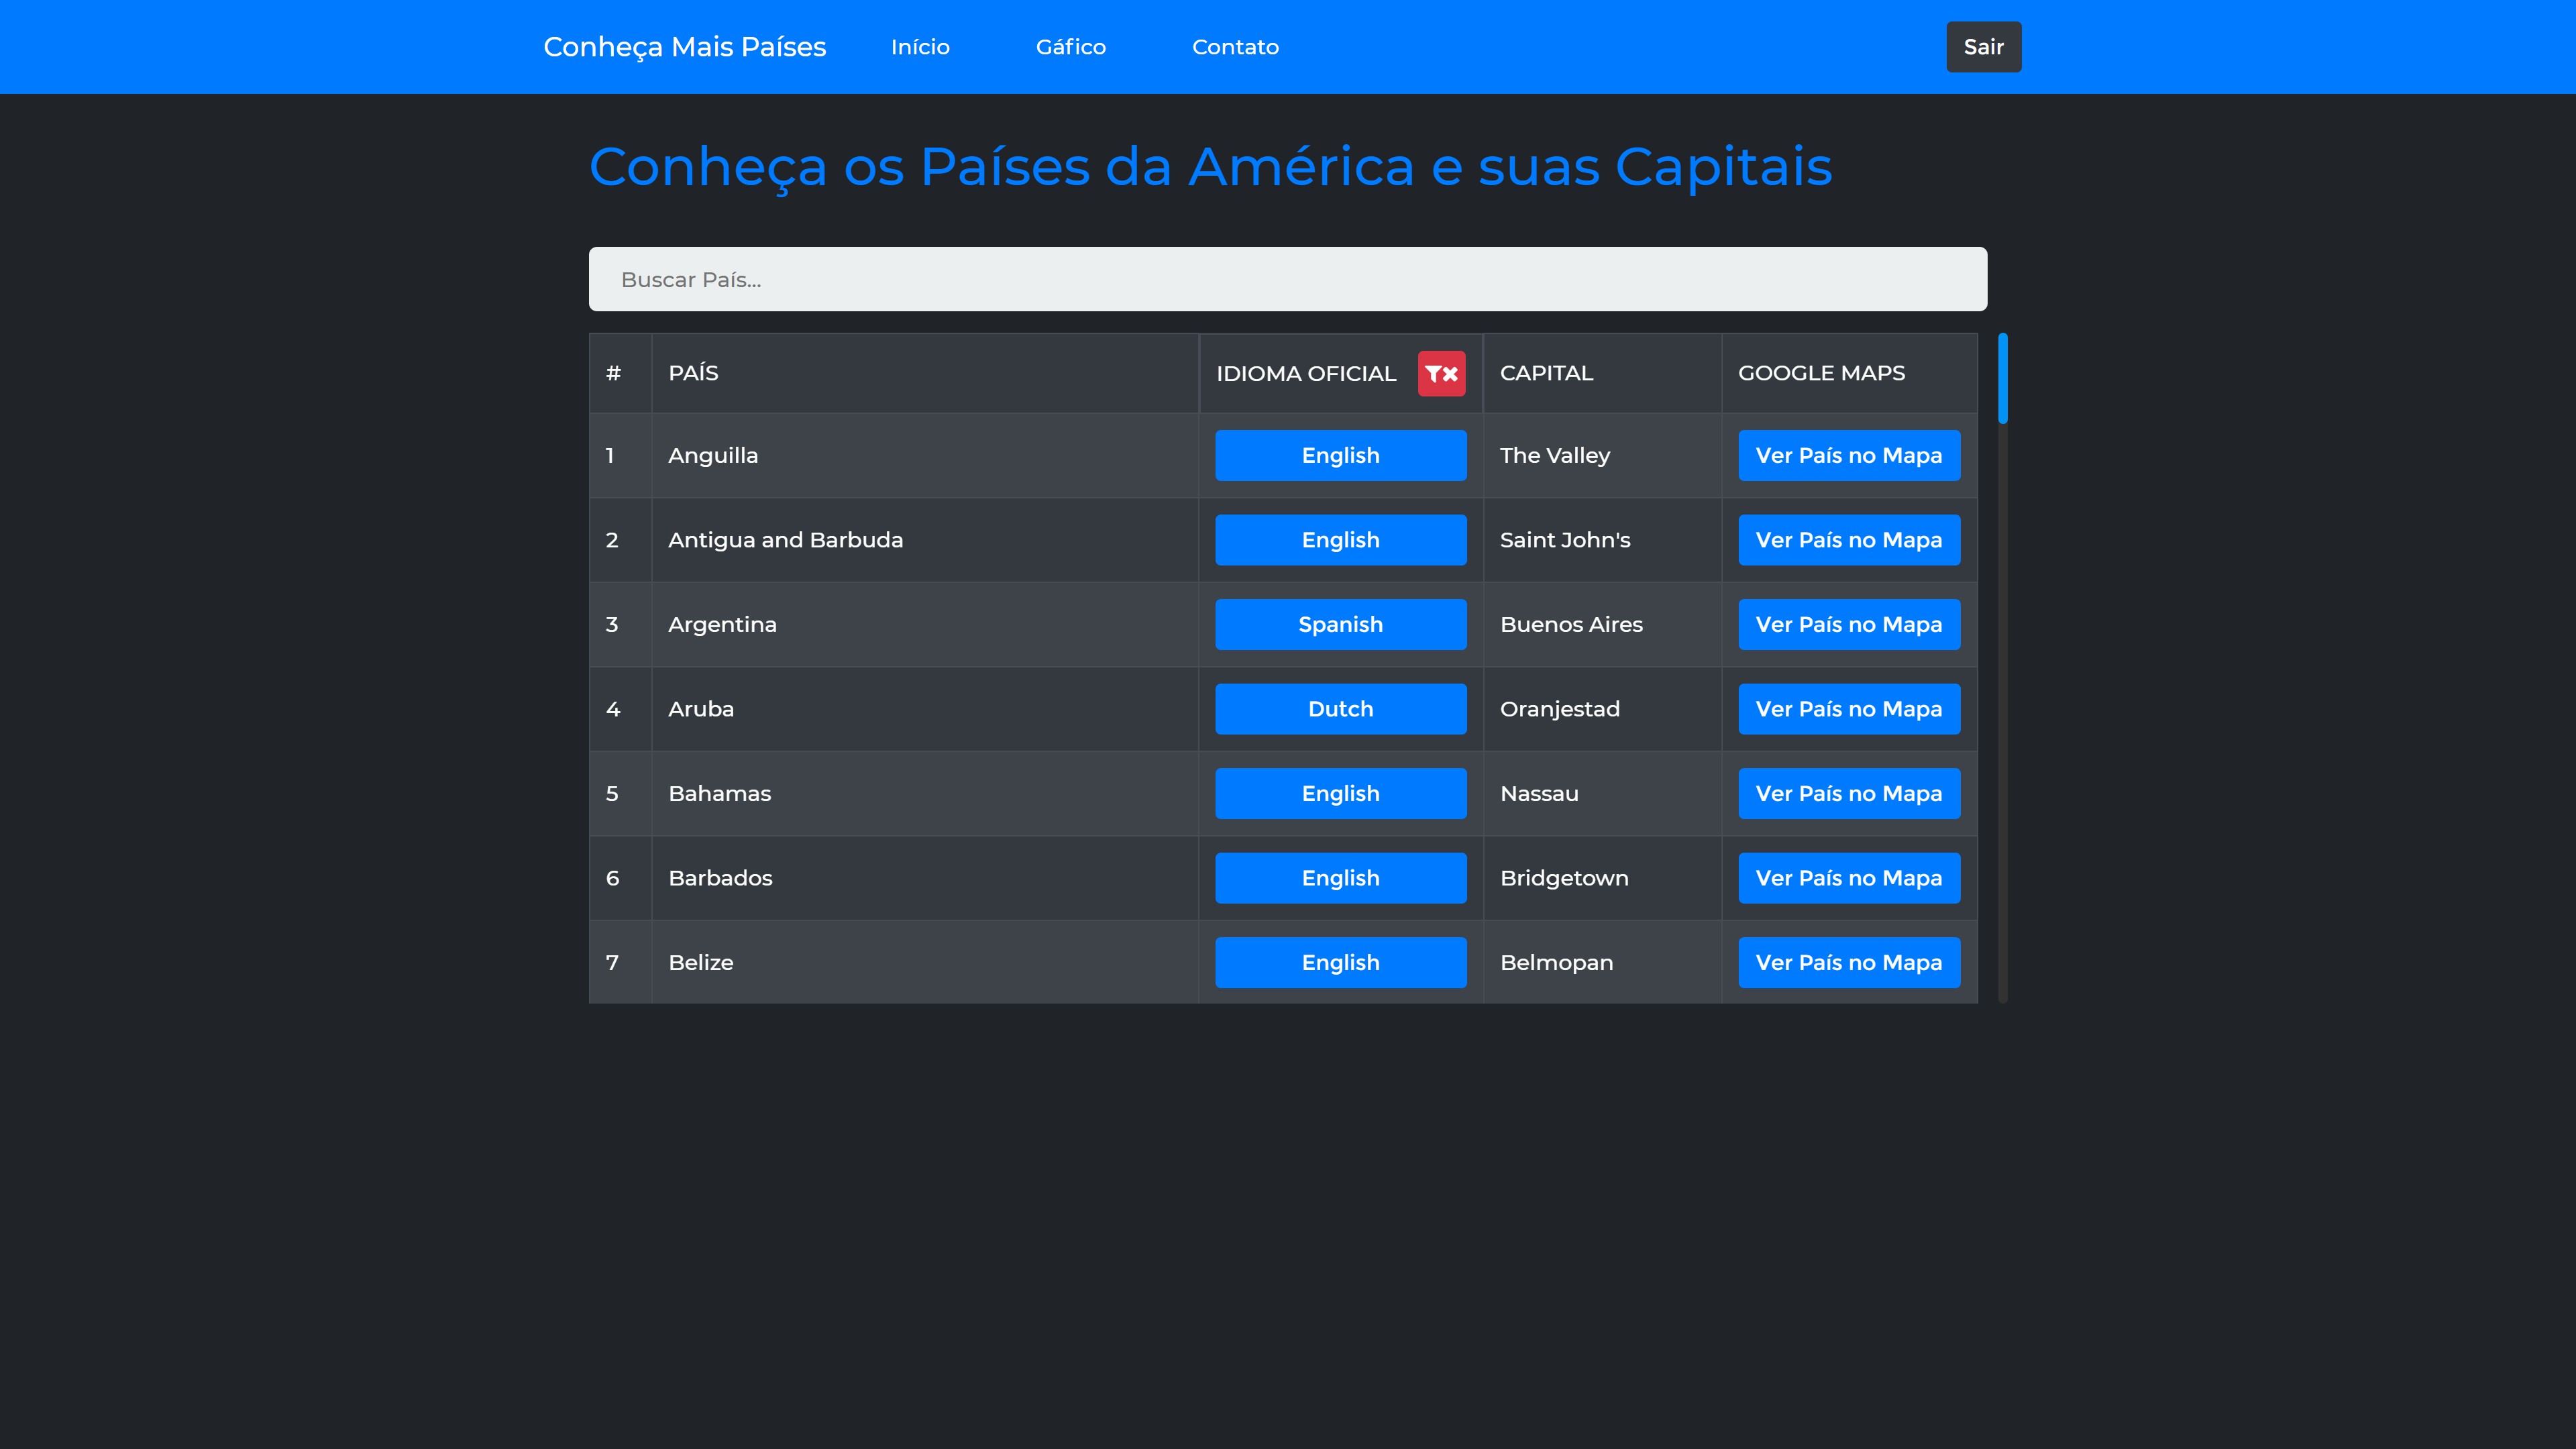 Conheça Mais Países Início Gáfico Contato Sair
Conheça os Países da América e suas Capitais
Buscar País...
# PAÍS IDIOMA OFICIAL CAPITAL GOOGLE MAPS
1 Anguilla English The Valley Ver País no Mapa
2 Antigua and Barbuda English Saint John's Ver País no Mapa
3 Argentina Spanish Buenos Aires Ver País no Mapa
4 Aruba Dutch Oranjestad Ver País no Mapa
5 Bahamas English Nassau Ver País no Mapa
6 Barbados English Bridgetown Ver País no Mapa
7 Belize English Belmopan Ver País no Mapa